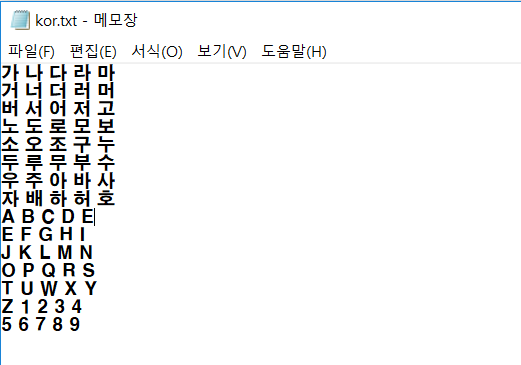 kor.txt - 메모장
파일(F) 편집(E) 서식(O) 보기(V) 도움말(H)
가 나 다 라 마
거 너 더 러 머
버 서 어 저 고
노 도 로 모 보
소 오 조 구 누
두 루 무 부 수
우 주 아 바 사
자 배 하 허 호
A B C D E
E F G H I
J K L M N
O P Q R S
T U W X Y
Z 1 2 3 4
5 6 7 8 9